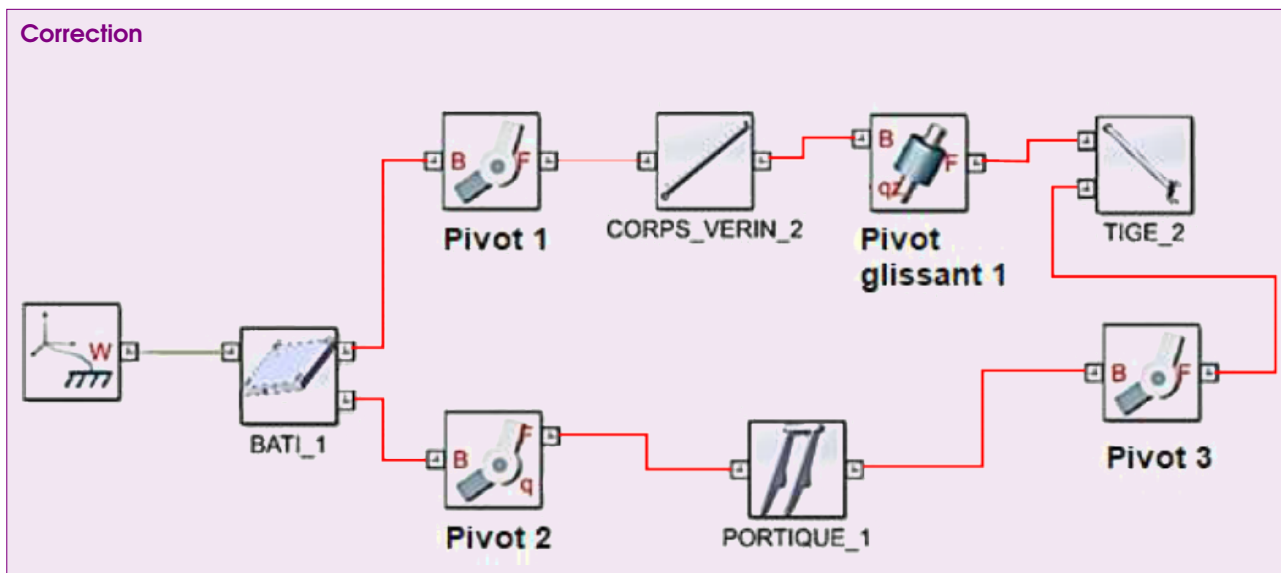 Correction
B
F
Pivot 1
CORPS_VERIN_2
B
F
qz
Pivot
glissant 1
TIGE_2
W
BATI_1
B
F
q
Pivot 2
PORTIQUE_1
B
F
Pivot 3